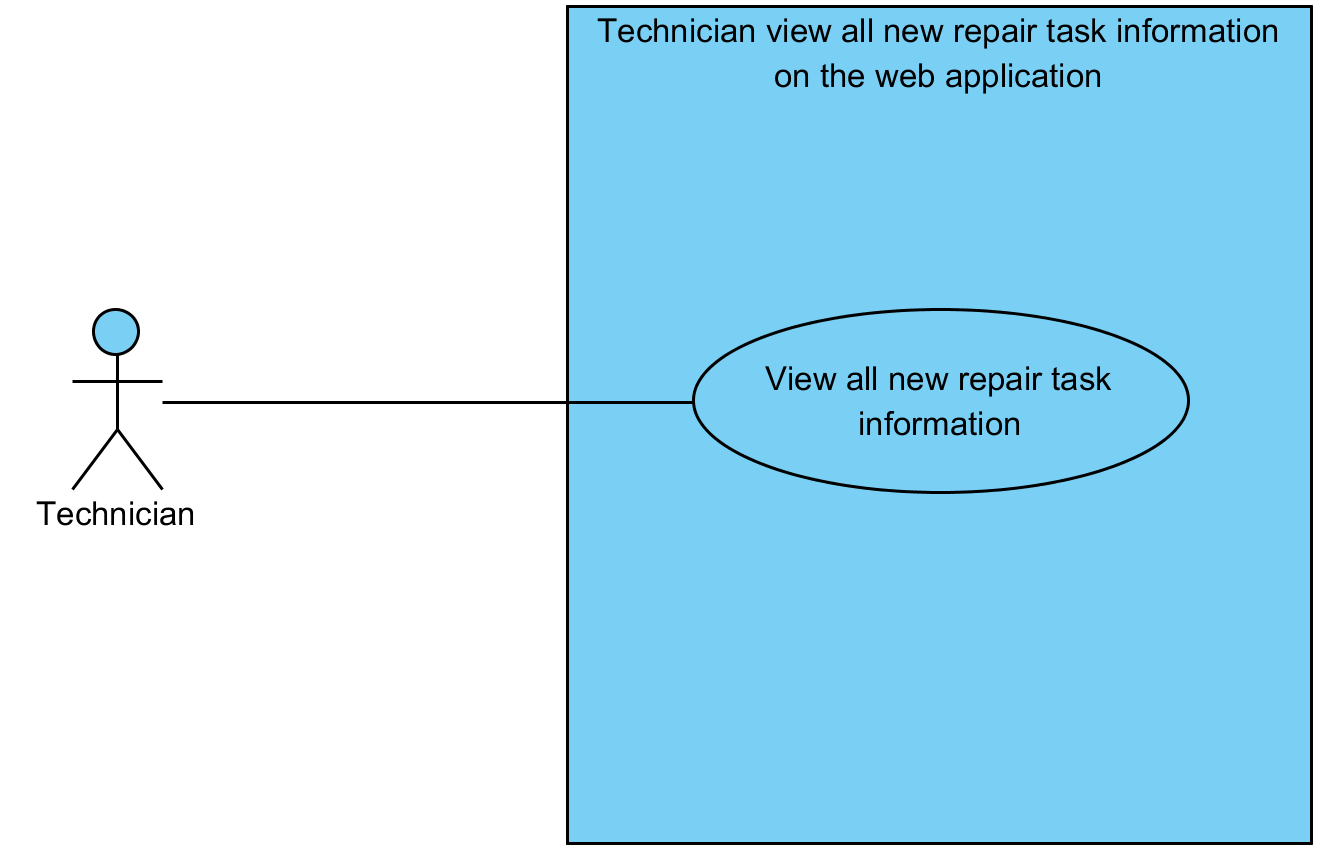 Technician view all new repair task information
on the web application
View all new repair task
information
Technician